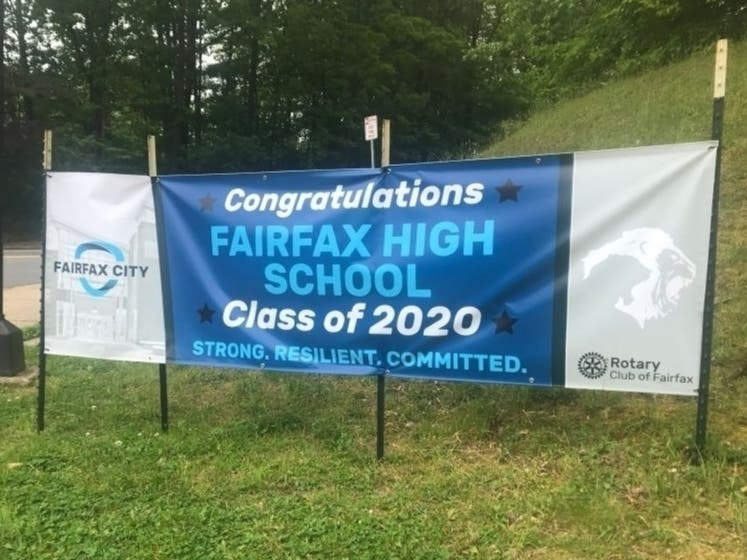 FAIRFAX CITY
Congratulations
FAIRFAX HIGH
SCHOOL
Class of 2020
STRONG. RESILIENT. COMMITTED.
Rotary
Club of Fairfax